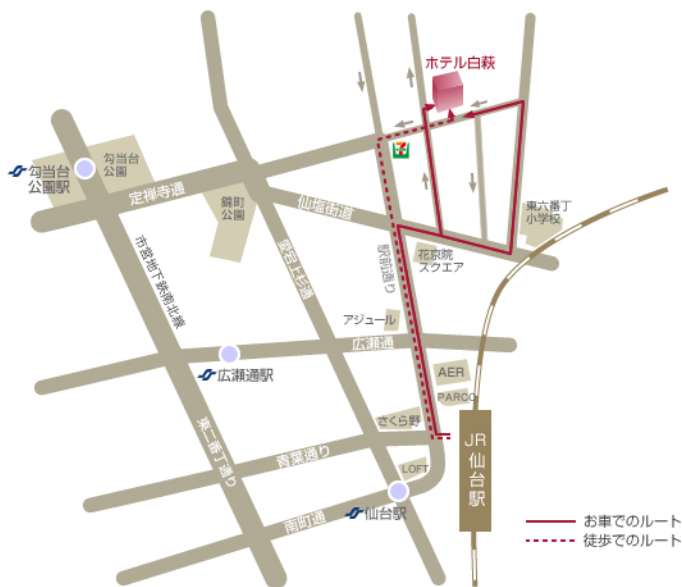 ホテル白萩
勾当台
公園駅
勾当台
公園
定禅寺通
錦町
公園
仙塩街道
東六番丁
小学校
花京院
スクエア
駅前通り
愛宕上杉通
市営地下鉄南北線
アジュール
広瀬通
広瀬通駅
AER
PARCO
さくら野
JR
仙台駅
青葉通り
東二番丁通り
LOFT
南町通
仙台駅
お車でのルート
徒歩でのルート